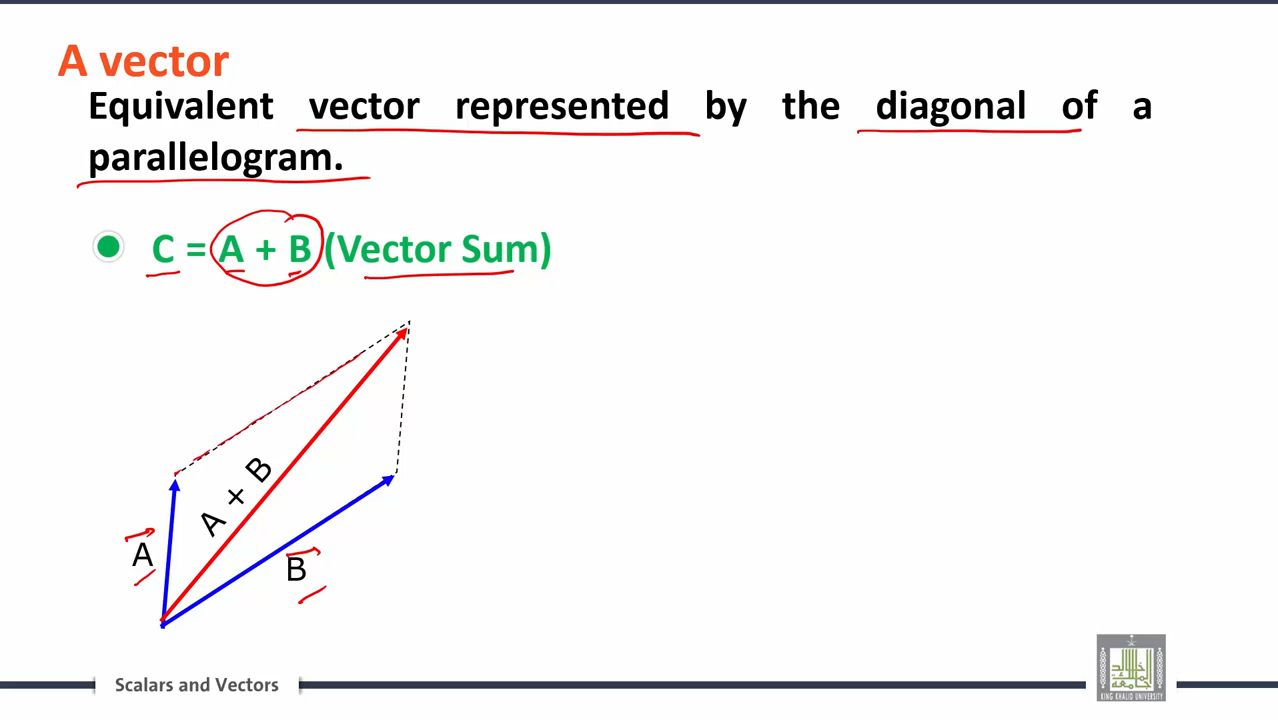 A vector
Equivalent vector represented by the diagonal of a
parallelogram.
C = A + B (Vector Sum)
A + B
A
B
Scalars and Vectors
KING KHALID UNIVERSITY